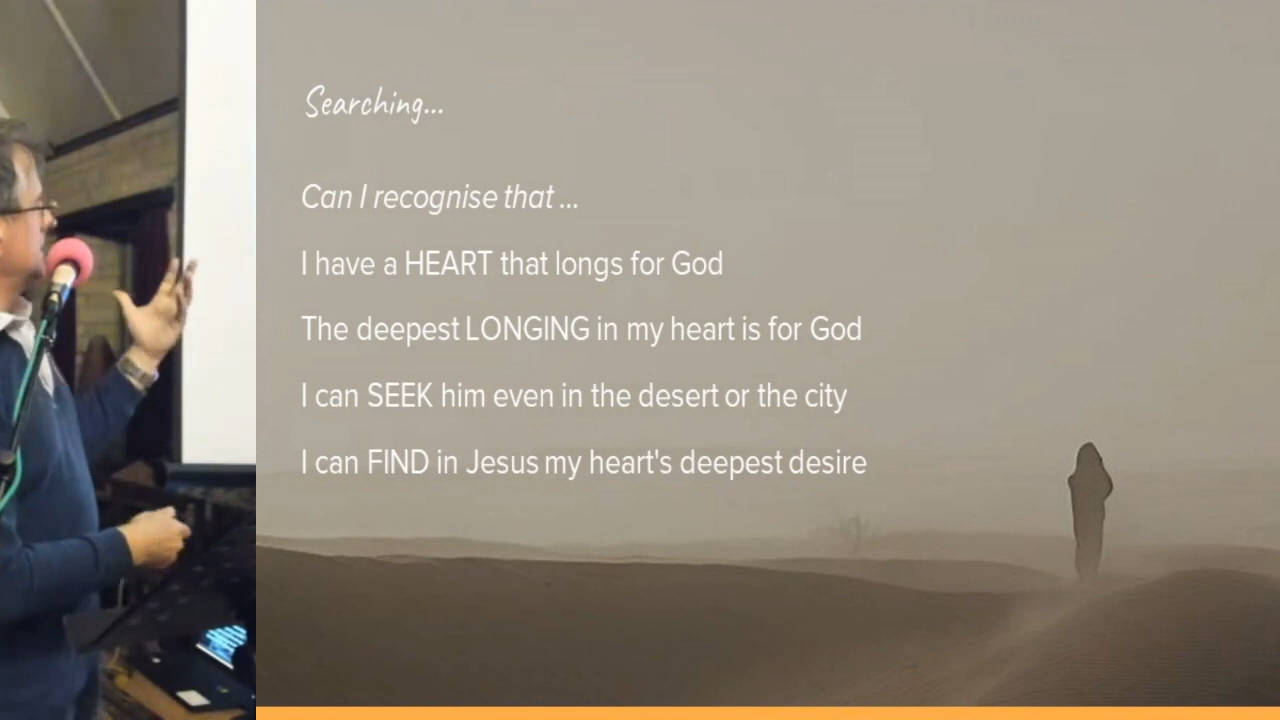 Searching...
Can I recognise that ...
I have a HEART that longs for God
The deepest LONGING in my heart is for God
I can SEEK him even in the desert or the city
I can FIND in Jesus my heart's deepest desire